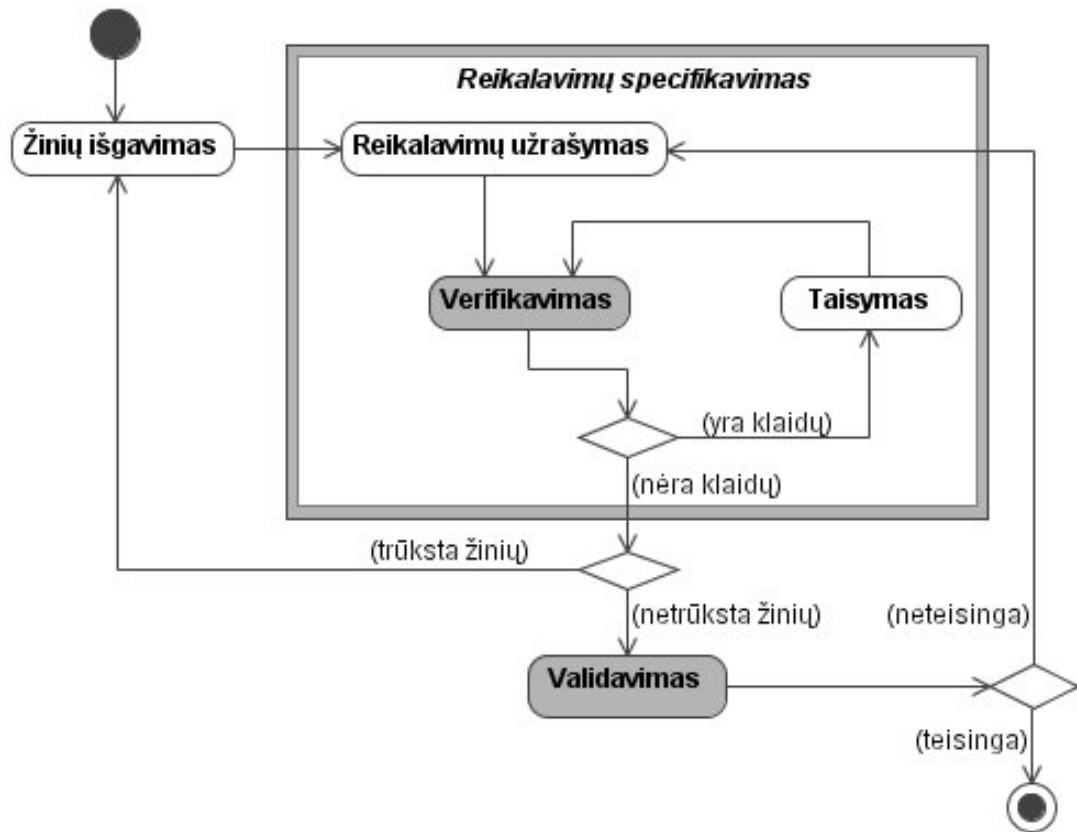 Reikalavimų specifikavimas
Žinių išgavimas
Reikalavimų užrašymas
Verifikavimas
Taisymas
(yra klaidų)
(nėra klaidų)
(trūksta žinių)
(netrūksta žinių)
(neteisinga)
Validavimas
(teisinga)